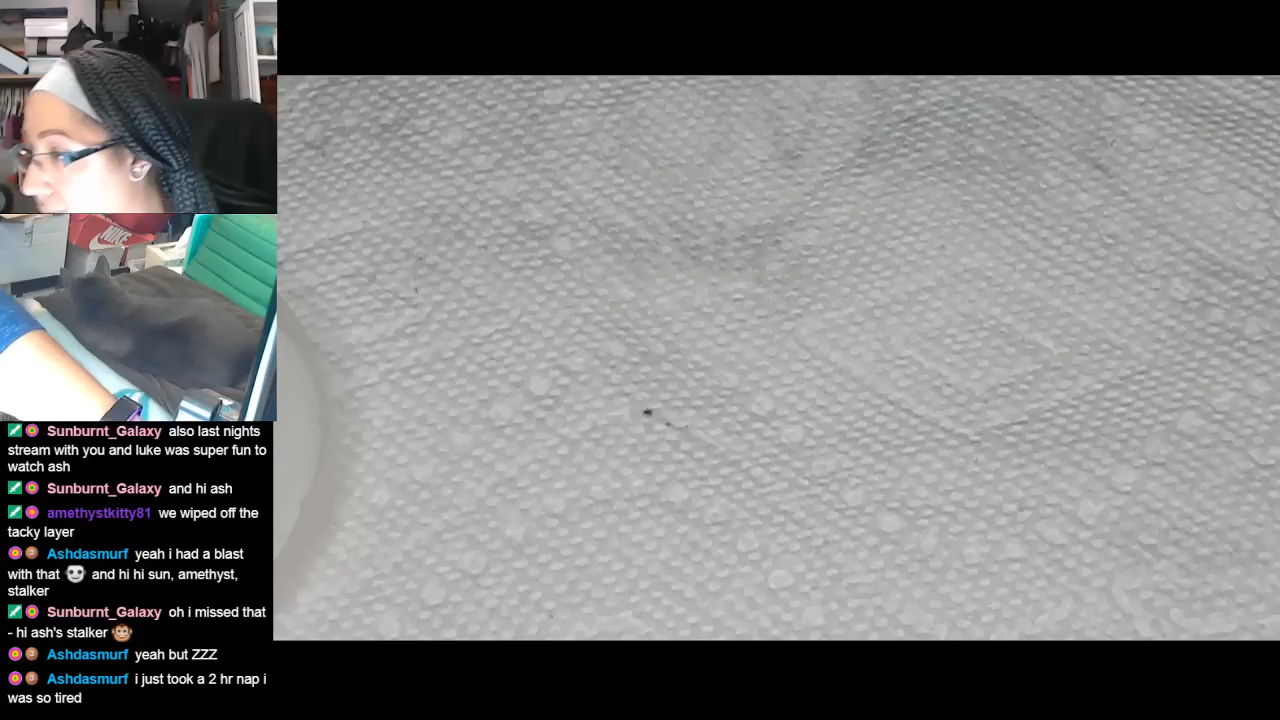 NIKE
Sunburnt_Galaxy also last nights
stream with you and luke was super fun to
watch ash
Sunburnt_Galaxy and hi ash
amethystkitty81 we wiped off the
tacky layer
Ashdasmurf yeah i had a blast
with that and hi hi sun, amethyst,
stalker
Sunburnt_Galaxy oh i missed that
- hi ash's stalker
Ashdasmurf yeah but ZZZ
Ashdasmurf i just took a 2 hr nap i
was so tired